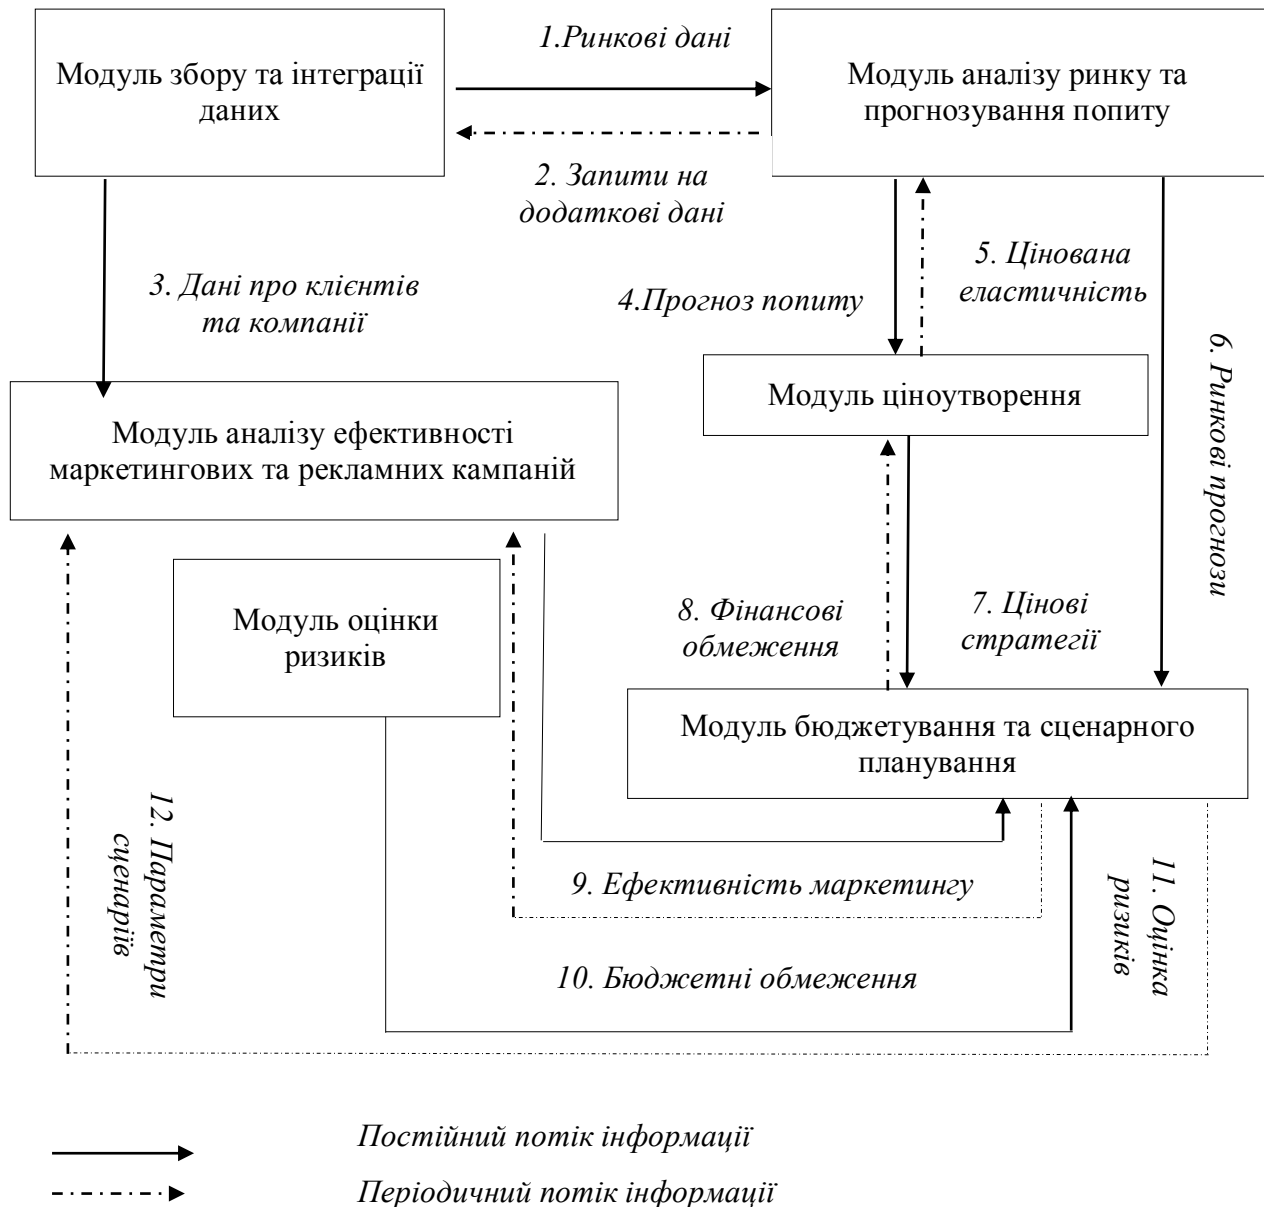 1.Ринкові дані
Модуль збору та інтеграції
даних
Модуль аналізу ринку та
прогнозування попиту
2. Запити на
додаткові дані
3. Дані про клієнтів
та компанії
4.Прогноз попиту
5. Цінована
еластичність
6. Ринкові прогнози
Модуль ціноутворення
Модуль аналізу ефективності
маркетингових та рекламних кампаній
Модуль оцінки
ризиків
8. Фінансові
обмеження
7. Цінові
стратегії
Модуль бюджетування та сценарного
планування
12. Параметри
сценаріїв
9. Ефективність маркетингу
11. Оцінка
ризиків
10. Бюджетні обмеження
Постійний потік інформації
Періодичний потік інформації